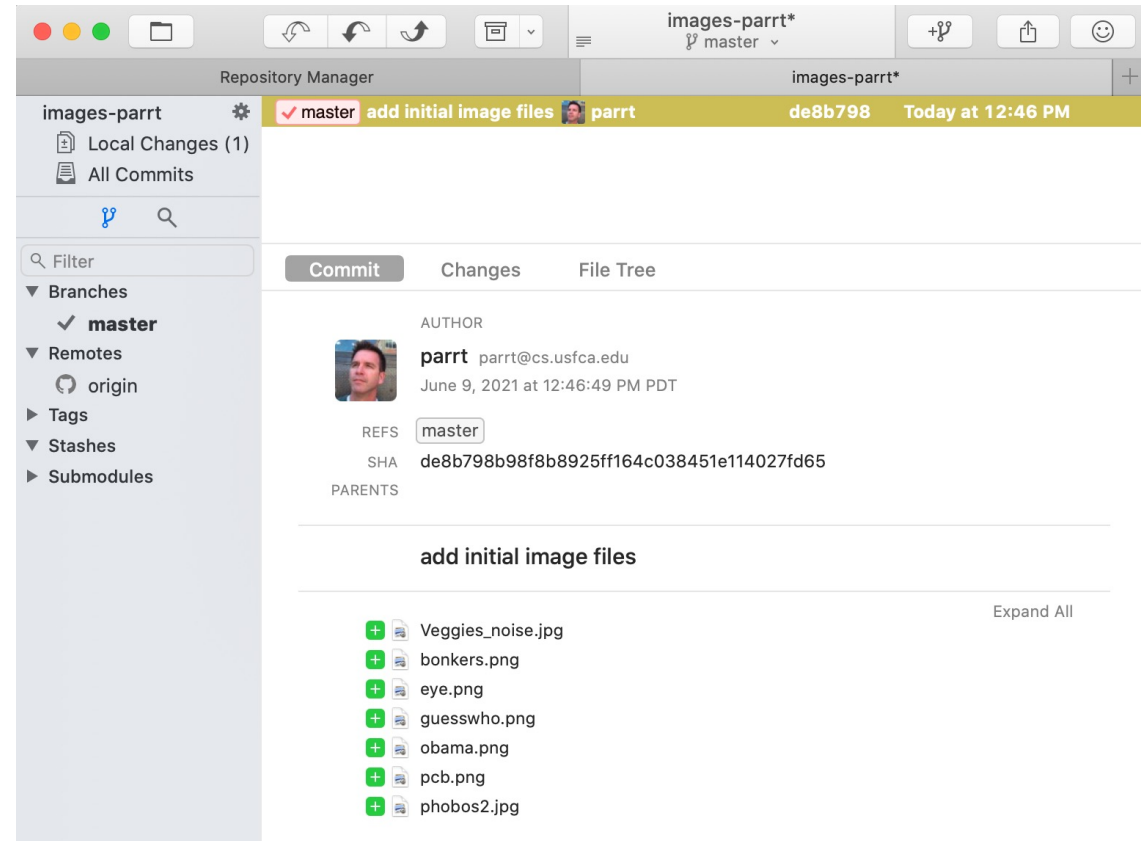 images-parrt*
master
Repository Manager
images-parrt*
images-parrt
master add initial image files parrt de8b798 Today at 12:46 PM
Local Changes (1)
All Commits
Filter
Commit Changes File Tree
Branches
master
Remotes
origin
Tags
Stashes
Submodules
AUTHOR
parrt parrt@cs.usfca.edu
June 9, 2021 at 12:46:49 PM PDT
REFS master
SHA de8b798b98f8b8925ff164c038451e114027fd65
PARENTS
add initial image files
Expand All
Veggies_noise.jpg
bonkers.png
eye.png
guesswho.png
obama.png
pcb.png
phobos2.jpg